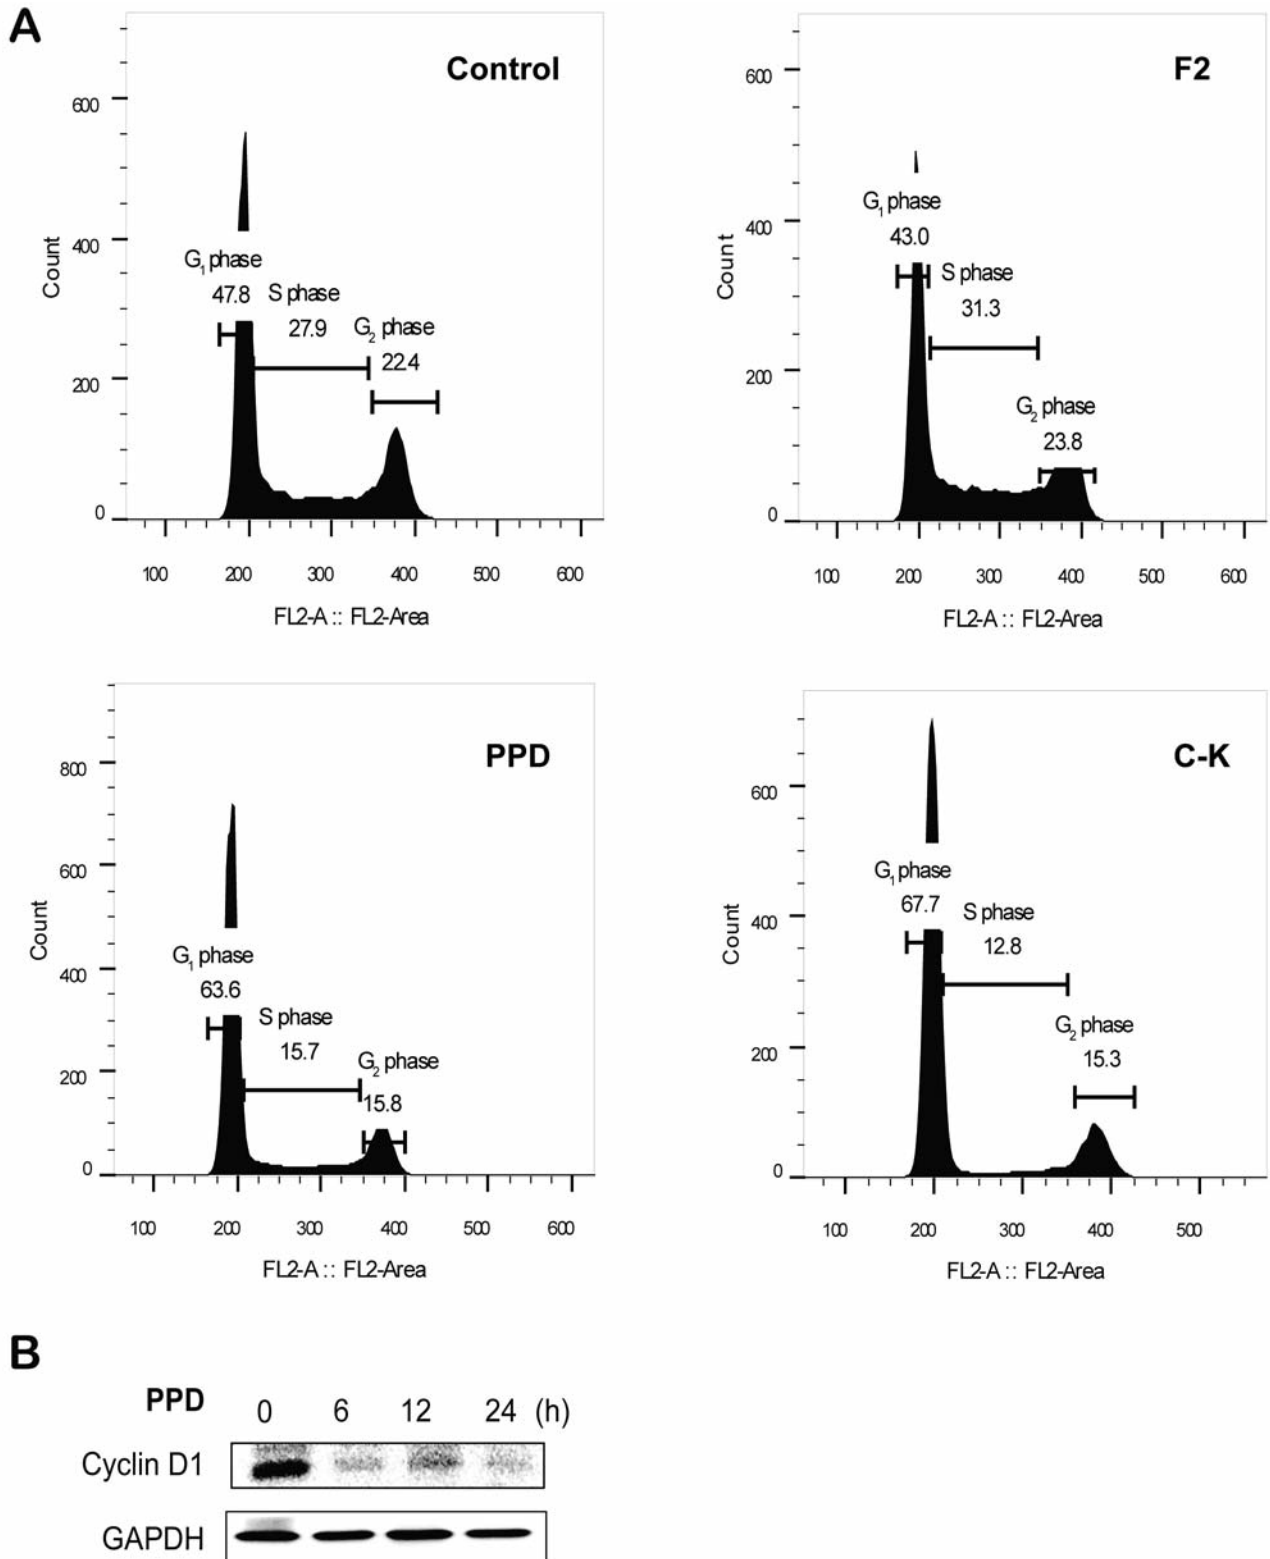 A
Control
600
400
200
0
Count
G1 phase
47.8
S phase
27.9
G2 phase
22.4
100 200 300 400 500 600
FL2-A :: FL2-Area
F2
600
400
200
0
Count
G1 phase
43.0
S phase
31.3
G2 phase
23.8
100 200 300 400 500 600
FL2-A :: FL2-Area
PPD
800
600
400
200
0
Count
G1 phase
63.6
S phase
15.7
G2 phase
15.8
100 200 300 400 500 600
FL2-A :: FL2-Area
C-K
600
400
200
0
Count
G1 phase
67.7
S phase
12.8
G2 phase
15.3
100 200 300 400 500
FL2-A :: FL2-Area
B
PPD 0 6 12 24 (h)
Cyclin D1
GAPDH